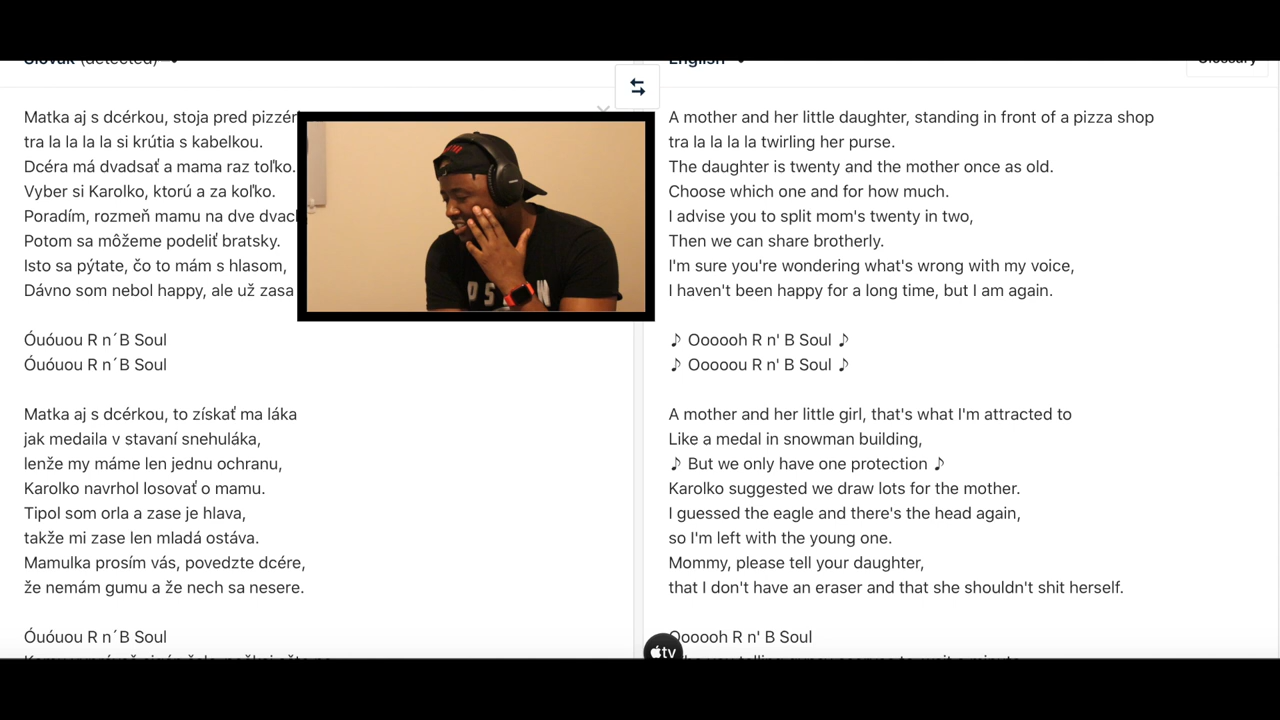 Slovak (detected)
English
Glossary
Matka aj s dcérkou, stoja pred
tra la la la la si krútia s kabelkou.
Dcéra má dvadsať a mama raz toľko.
Vyber si Karolko, ktorú a za koľko.
Poradím, rozmeň mamu na dve
Potom sa môžeme podeliť bratsky.
Isto sa pýtate, čo to mám s hlasom,
Dávno som nebol happy, ale už zasa
Óuóuou R n´B Soul
Óuóuou R n´B Soul
Matka aj s dcérkou, to získať ma láka
jak medaila v stavaní snehuláka,
lenže my máme len jednu ochranu,
Karolko navrhol losovať o mamu.
Tipol som orla a zase je hlava,
takže mi zase len mladá ostáva.
Mamulka prosím vás, povedzte dcére,
že nemám gumu a že nech sa nesere.
Óuóuou R n´B Soul
A mother and her little daughter, standing in front of a pizza shop
tra la la la la twirling her purse.
The daughter is twenty and the mother once as old.
Choose which one and for how much.
I advise you to split mom's twenty in two,
Then we can share brotherly.
I'm sure you're wondering what's wrong with my voice,
I haven't been happy for a long time, but I am again.
♪ Oooooh R n' B Soul ♪
♪ Ooooou R n' B Soul ♪
A mother and her little girl, that's what I'm attracted to
Like a medal in snowman building,
♪ But we only have one protection ♪
Karolko suggested we draw lots for the mother.
I guessed the eagle and there's the head again,
so I'm left with the young one.
Mommy, please tell your daughter,
that I don't have an eraser and that she shouldn't shit herself.
Oooooh R n' B Soul
tv